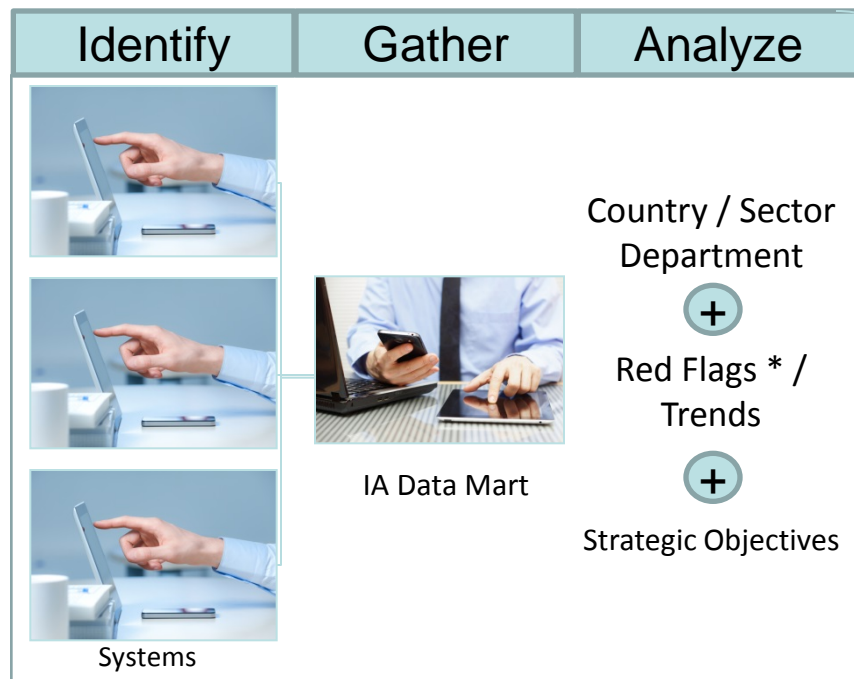 Identify
Gather
Analyze
Systems
IA Data Mart
Country / Sector
Department
+
Red Flags * /
Trends
+
Strategic Objectives